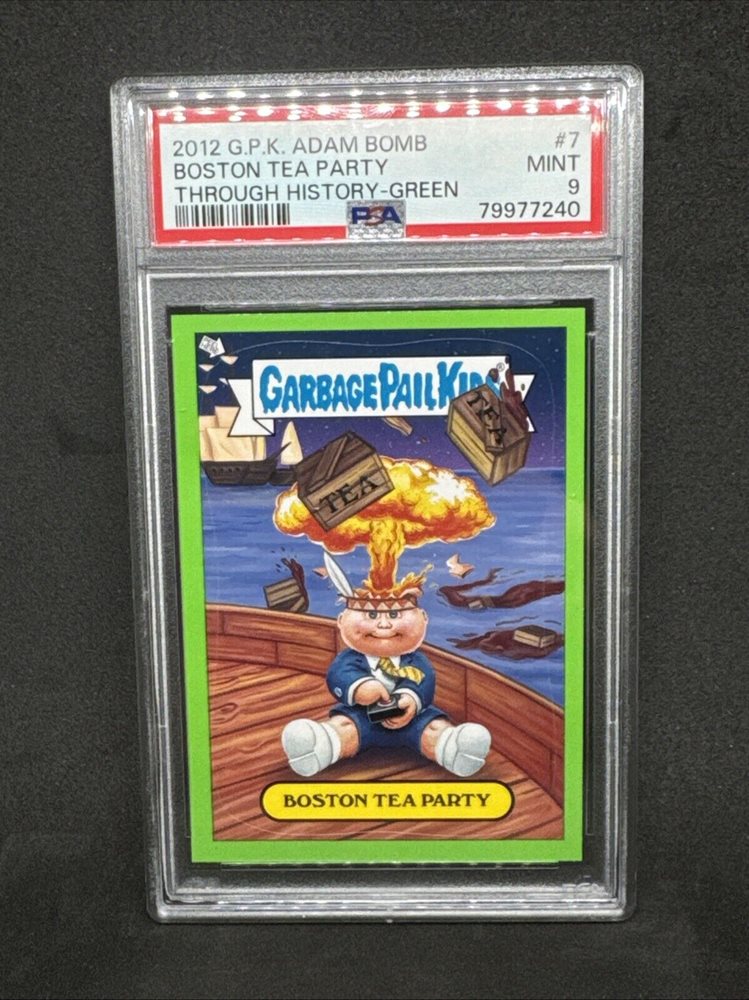 2012 G.P.K. ADAM BOMB #7
BOSTON TEA PARTY MINT
THROUGH HISTORY-GREEN 9
PSA 79977240
GARBAGE PAIL KIDS®
TEA
TEA
BOSTON TEA PARTY